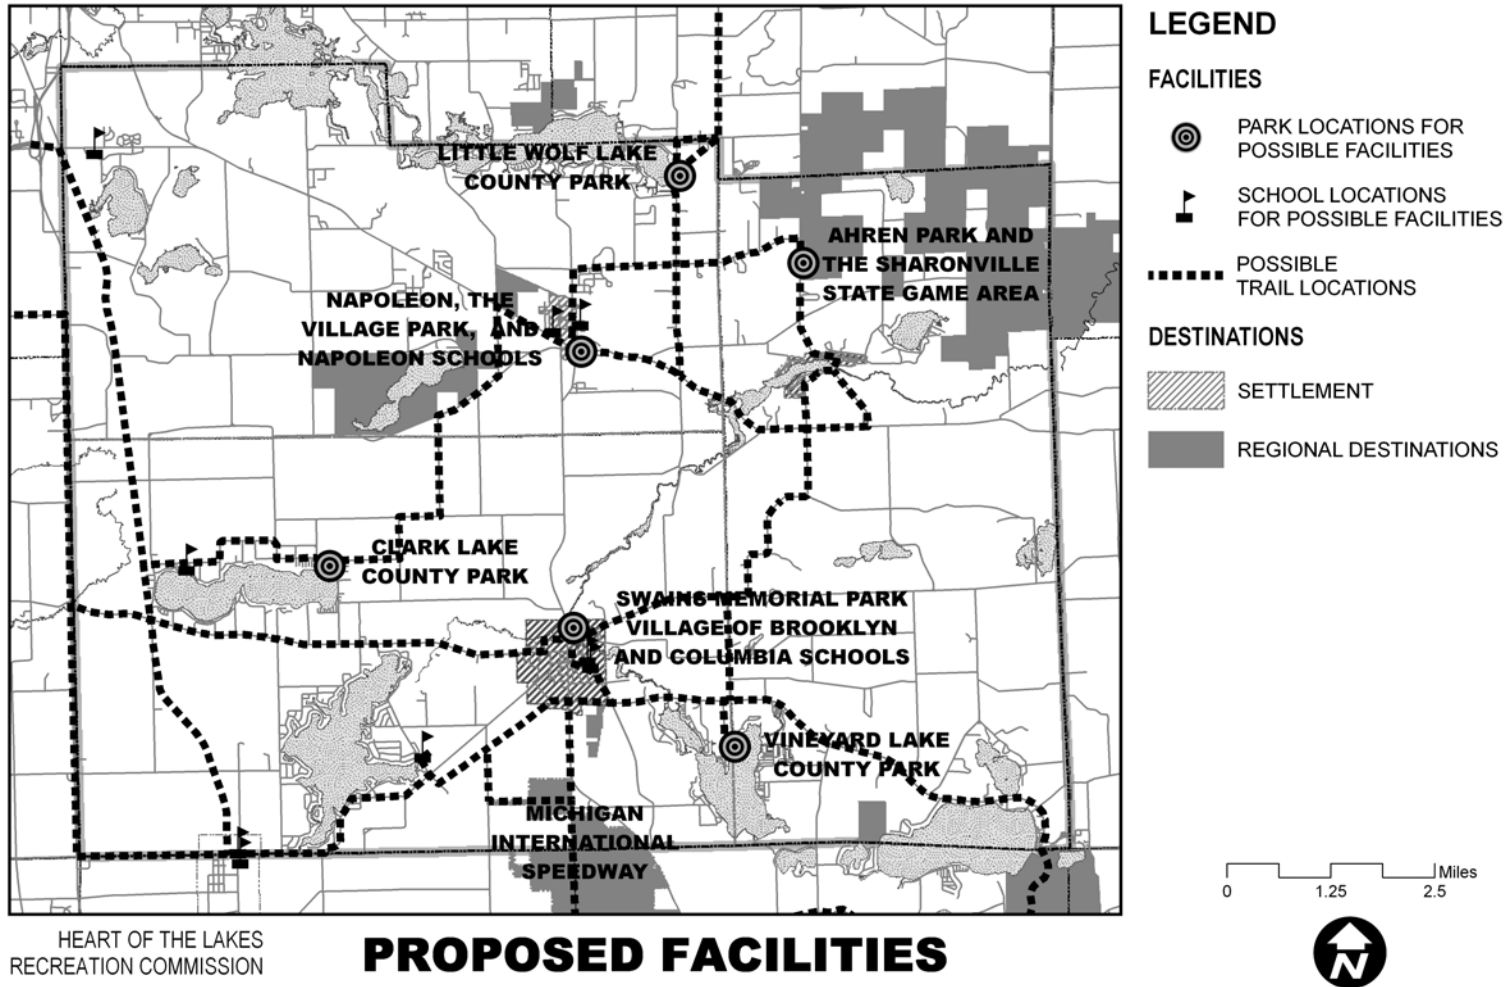 LITTLE WOLF LAKE
COUNTY PARK
AHREN PARK AND
THE SHARONVILLE
STATE GAME AREA
NAPOLEON, THE
VILLAGE PARK, AND
NAPOLEON SCHOOLS
CLARK LAKE
COUNTY PARK
SWAINS MEMORIAL PARK
VILLAGE OF BROOKLYN
AND COLUMBIA SCHOOLS
VINEYARD LAKE
COUNTY PARK
MICHIGAN
INTERNATIONAL
SPEEDWAY
LEGEND
FACILITIES
PARK LOCATIONS FOR
POSSIBLE FACILITIES
SCHOOL LOCATIONS
FOR POSSIBLE FACILITIES
POSSIBLE
TRAIL LOCATIONS
DESTINATIONS
SETTLEMENT
REGIONAL DESTINATIONS
Miles
0 1.25 2.5
N
HEART OF THE LAKES
RECREATION COMMISSION
PROPOSED FACILITIES